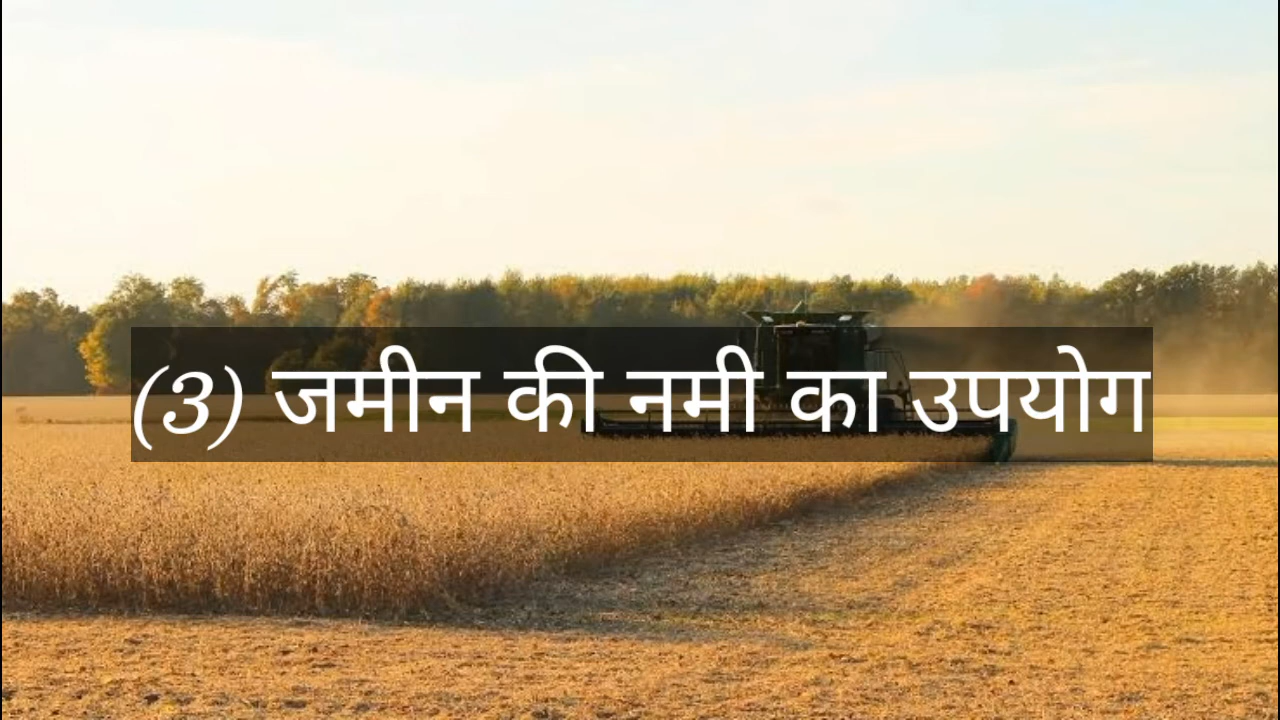 (3) जमीन की नमी का उपयोग